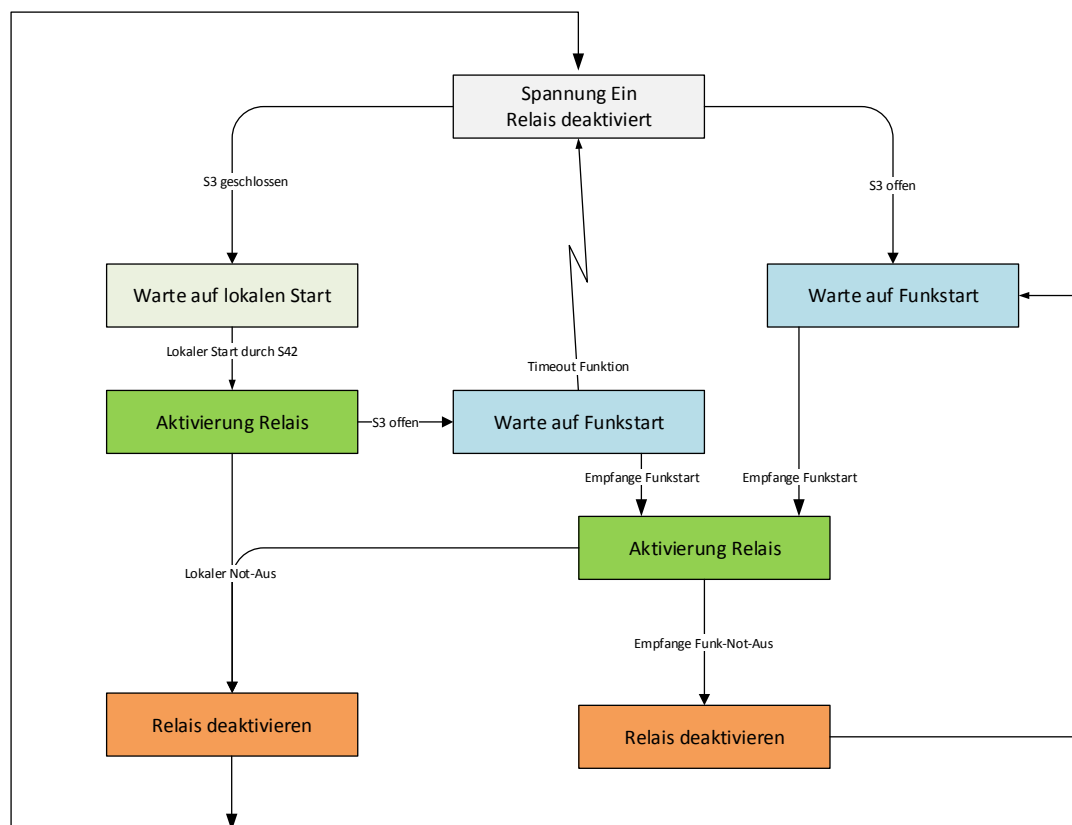 Spannung Ein
Relais deaktiviert
S3 geschlossen
S3 offen
Warte auf lokalen Start
Warte auf Funkstart
Lokaler Start durch S42
Timeout Funktion
Aktivierung Relais
S3 offen
Warte auf Funkstart
Empfange Funkstart
Empfange Funkstart
Aktivierung Relais
Lokaler Not-Aus
Empfange Funk-Not-Aus
Relais deaktivieren
Relais deaktivieren